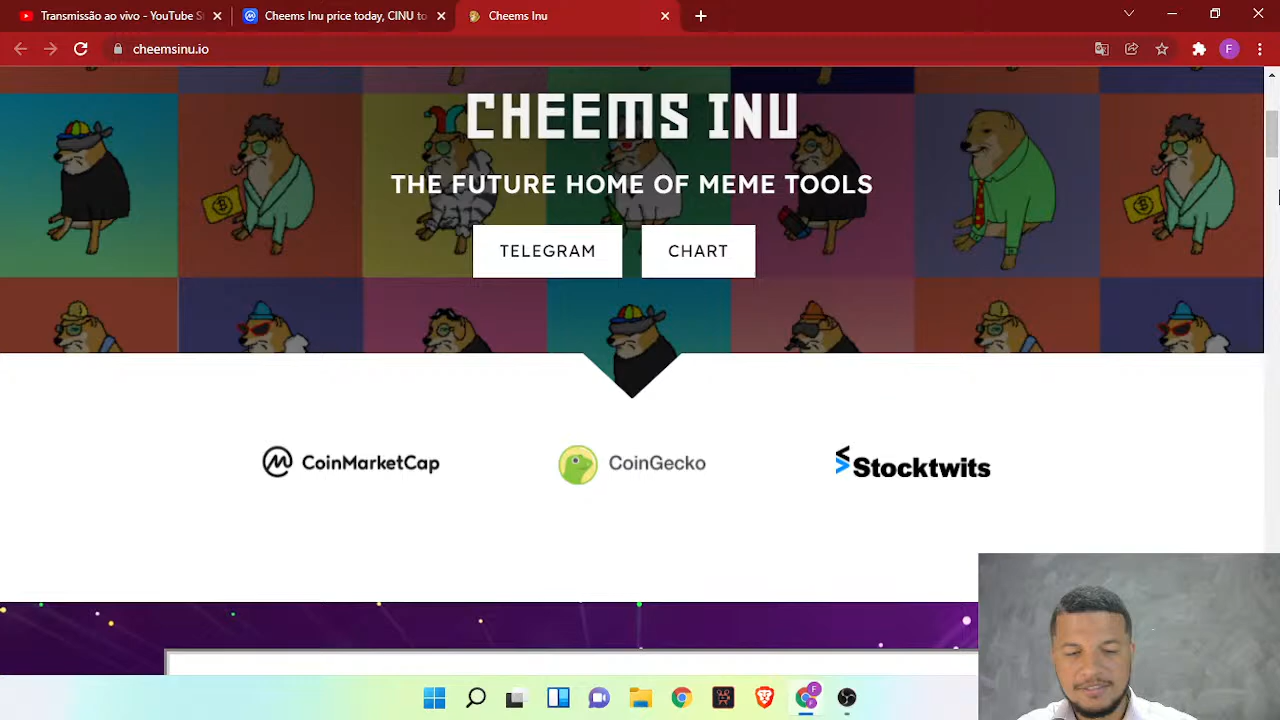 Transmissão ao vivo - YouTube S
Cheems Inu price today, CINU to
Cheems Inu
cheemsinu.io
F
CHEEMS INU
THE FUTURE HOME OF MEME TOOLS
TELEGRAM
CHART
CoinMarketCap
CoinGecko
Stocktwits
F